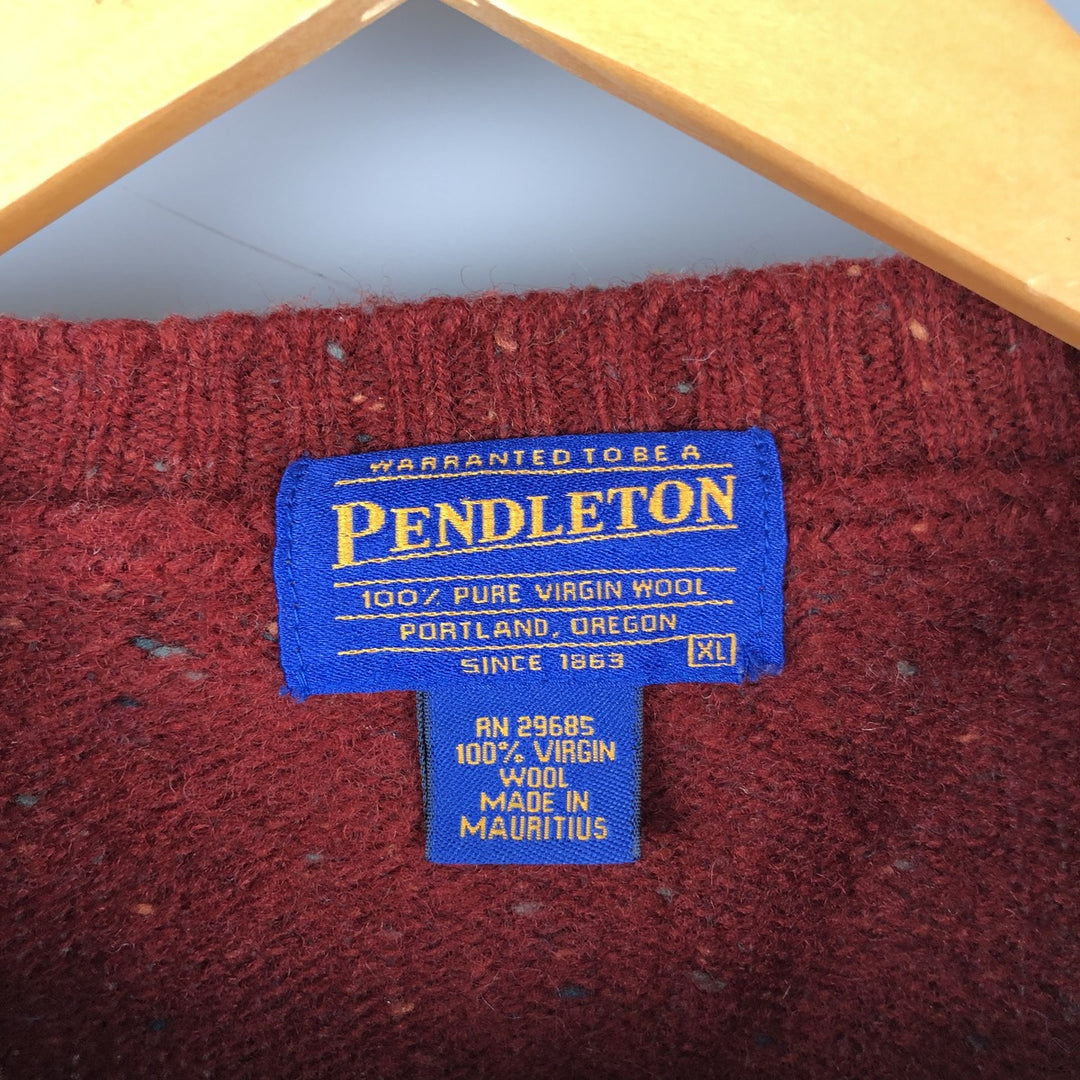 WARRANTED TO BE A
PENDLETON
100% PURE VIRGIN WOOL
PORTLAND, OREGON
SINCE 1863 XL
RN 29685
100% VIRGIN
WOOL
MADE IN
MAURITIUS